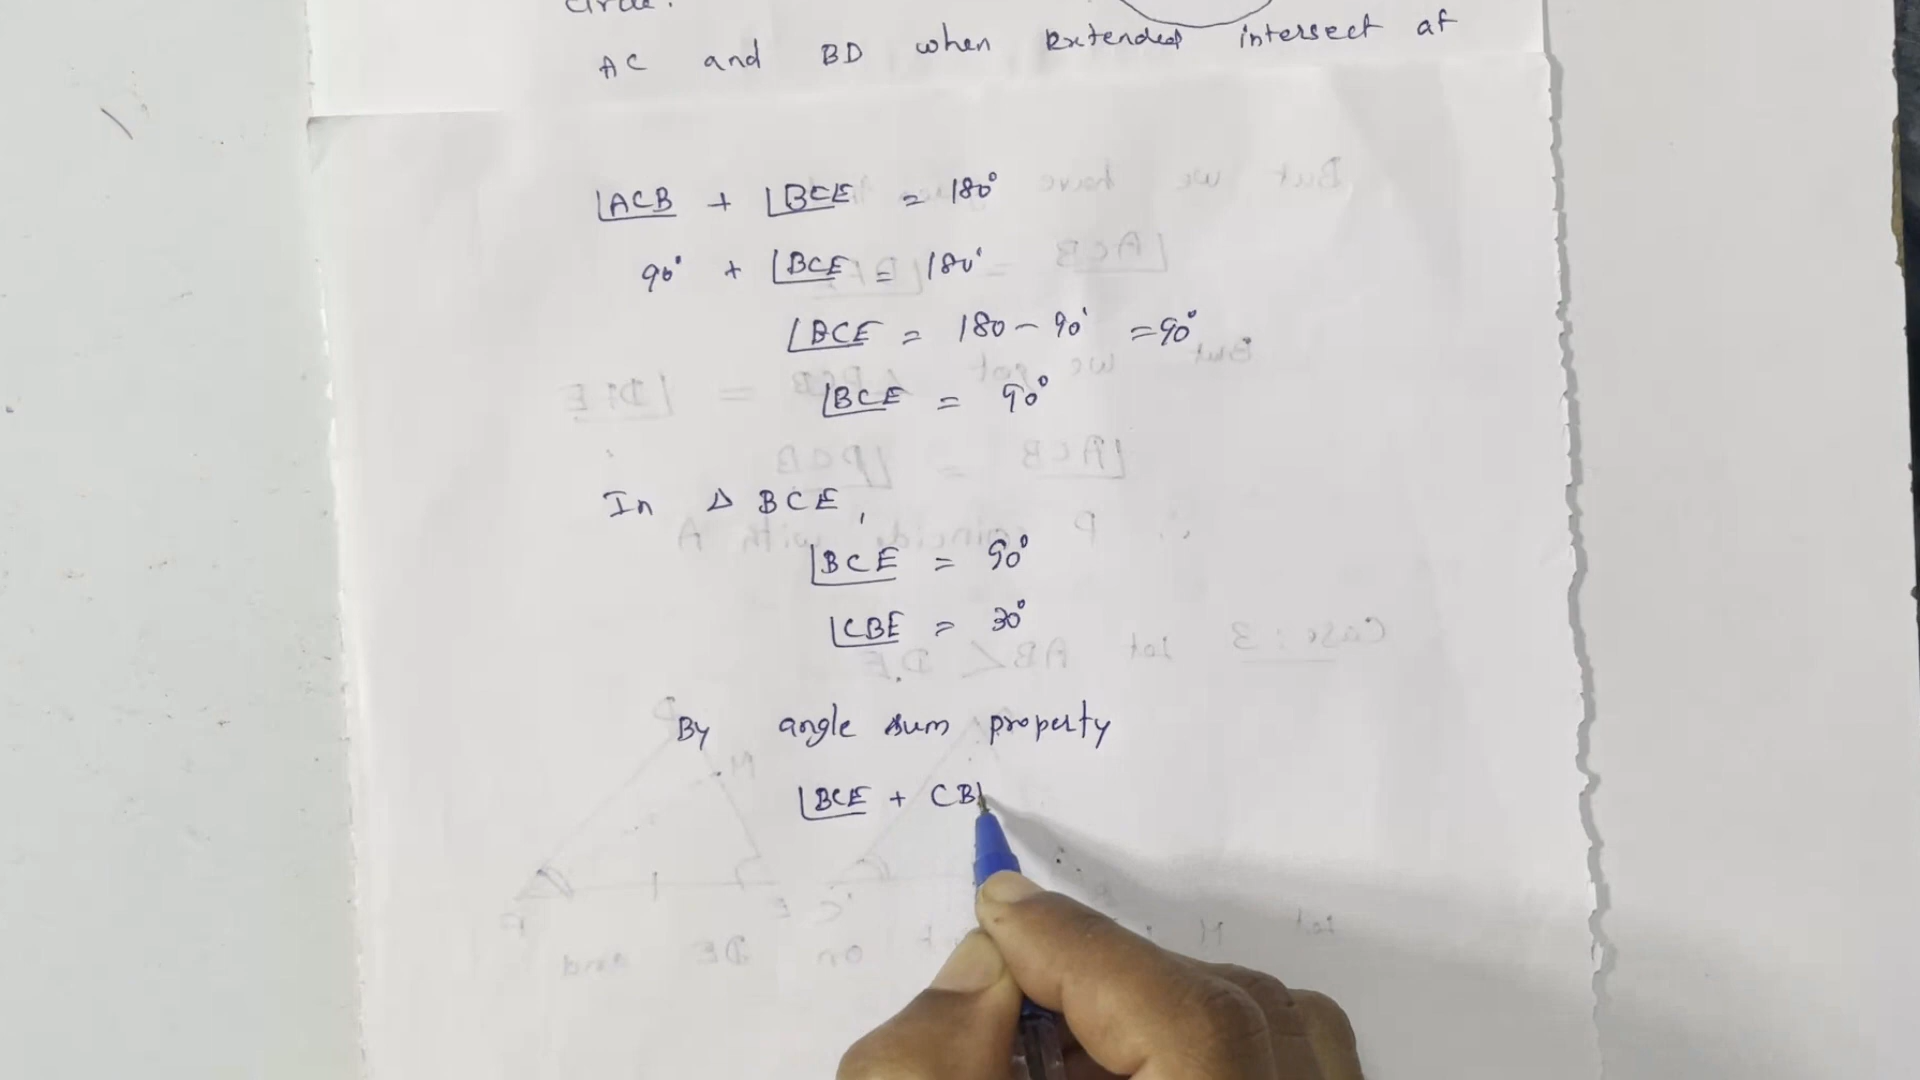 circle.
AC and BD when Extended intersect at
∠ACB + ∠BCE = 180°
90° + ∠BCE = 180°
∠BCE = 180 - 90° = 90°
∠BCE = 90°
In Δ BCE,
∠BCE = 90°
∠CBE = 30°
By angle sum property
∠BCE + CB